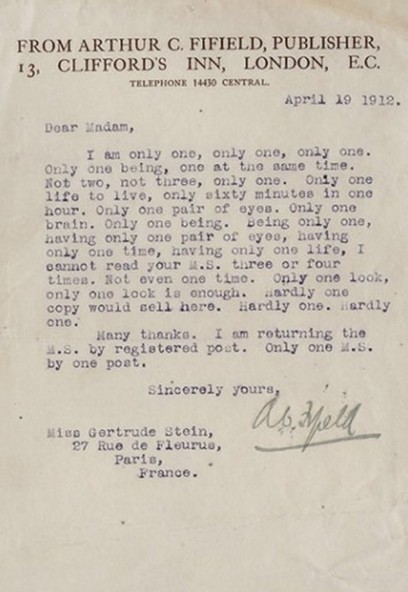 FROM ARTHUR C. FIFIELD, PUBLISHER,
13, CLIFFORD'S INN, LONDON, E.C.
TELEPHONE 14430 CENTRAL.
April 19 1912.
Dear Madam,
I am only one, only one, only one.
Only one being, one at the same time.
Not two, not three, only one. Only one
life to live, only sixty minutes in one
hour. Only one pair of eyes. Only one
brain. Only one being. Being only one,
having only one pair of eyes, having
only one time, having only one life, I
cannot read your M.S. three or four
times. Not even one time. Only one look,
only one look is enough. Hardly one
copy would sell here. Hardly one. Hardly
one.
Many thanks. I am returning the
M.S. by registered post. Only one M.S.
by one post.
Sincerely yours,
A. C. Fifield
Miss Gertrude Stein,
27 Rue de Fleurus,
Paris,
France.